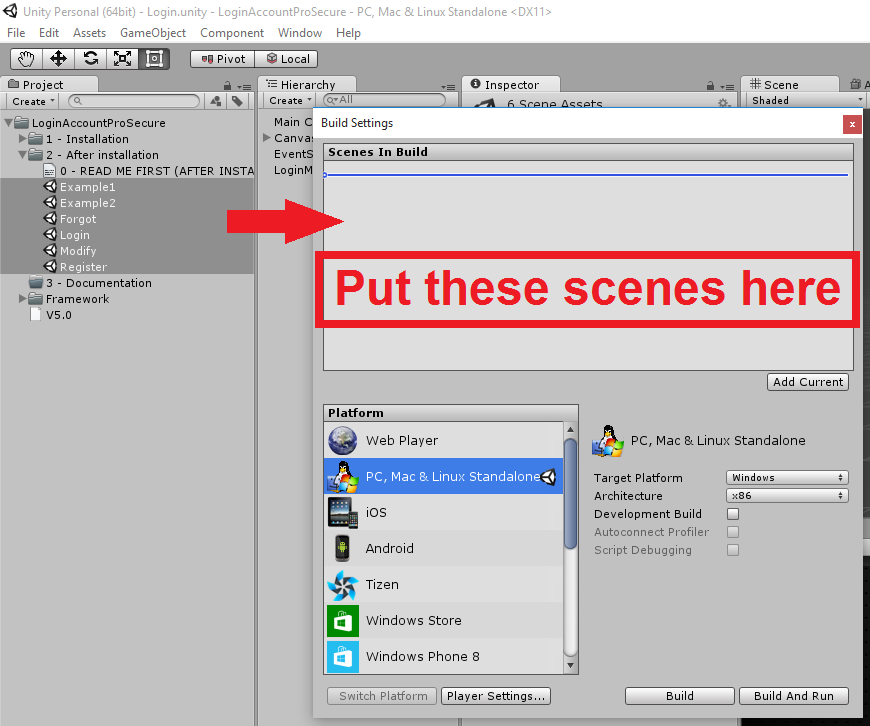 Unity Personal (64bit) - Login.unity - LoginAccountProSecure - PC, Mac & Linux Standalone <DX11>
File Edit Assets GameObject Component Window Help
Pivot Local
Project
Create
LoginAccountProSecure
1 - Installation
2 - After installation
0 - READ ME FIRST (AFTER INSTA
Example1
Example2
Forgot
Login
Modify
Register
3 - Documentation
Framework
V5.0
Hierarchy
Create All
Main C
Canvas
EventS
LoginM
Inspector
6 Scene Assets
Scene
Shaded
Build Settings
Scenes In Build
Put these scenes here
Add Current
Platform
Web Player
PC, Mac & Linux Standalone
iOS
Android
Tizen
Windows Store
Windows Phone 8
PC, Mac & Linux Standalone
Target Platform Windows
Architecture x86
Development Build
Autoconnect Profiler
Script Debugging
Switch Platform Player Settings... Build Build And Run